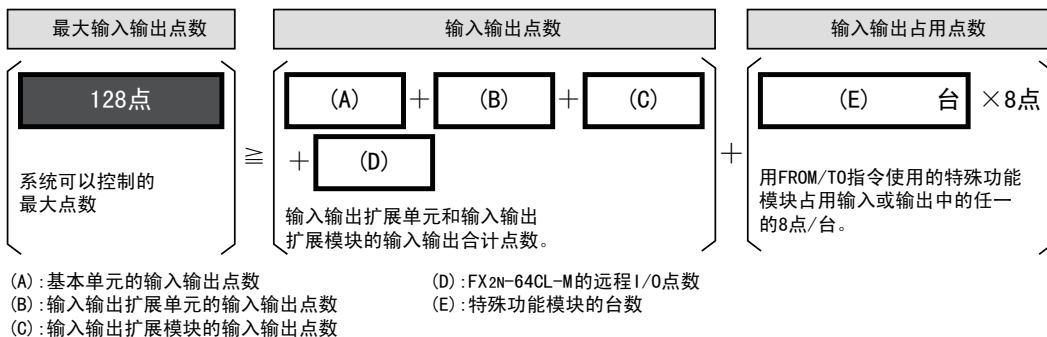 最大输入输出点数
输入输出点数
输入输出占用点数
128点
≧
(A)+(B)+(C)
+(D)
+
(E) 台 ×8点
系统可以控制的
最大点数
输入输出扩展单元和输入输出
扩展模块的输入输出合计点数。
用FROM/TO指令使用的特殊功能
模块占用输入或输出中的任一
的8点/台。
(A):基本单元的输入输出点数
(B):输入输出扩展单元的输入输出点数
(C):输入输出扩展模块的输入输出点数
(D):FX2N-64CL-M的远程I/O点数
(E):特殊功能模块的台数